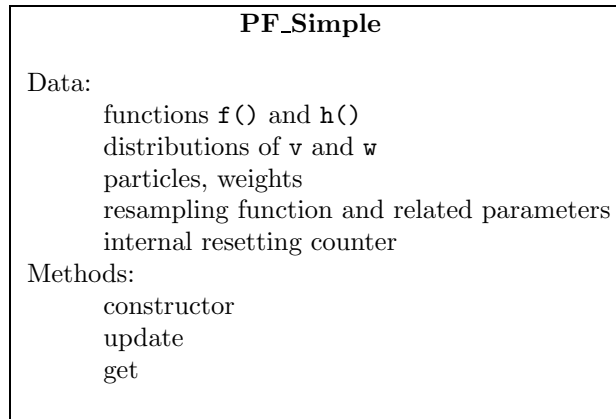 PF_Simple
Data:
functions f() and h()
distributions of v and w
particles, weights
resampling function and related parameters
internal resetting counter
Methods:
constructor
update
get